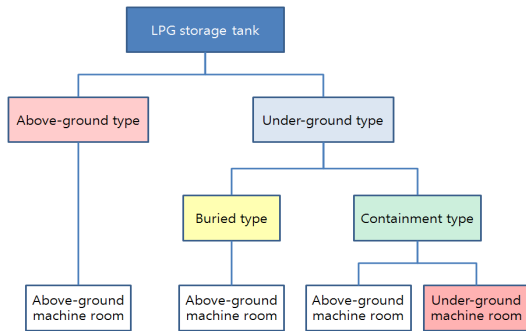 LPG storage tank
Above-ground type
Under-ground type
Buried type
Containment type
Above-ground
machine room
Above-ground
machine room
Above-ground
machine room
Under-ground
machine room